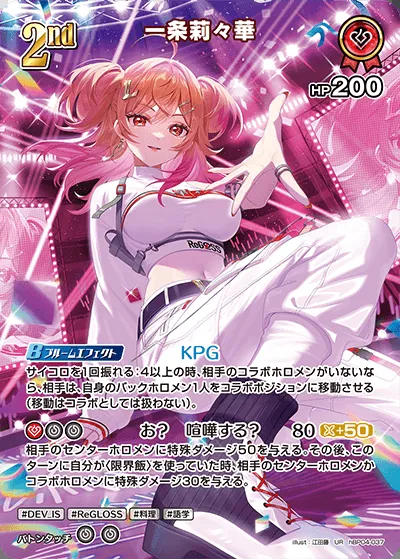 2nd
一条莉々華
HP200
ReGLOSS
ブルームエフェクト
KPG
サイコロを1回振れる：4以上の時、相手のコラボホロメンがいないな
ら、相手は、自身のバックホロメン1人をコラボポジションに移動させる
（移動はコラボとしては扱わない）。
お？　喧嘩する？ 80 +50
相手のセンターホロメンに特殊ダメージ50を与える。その後、この
ターンに自分が〈限界飯〉を使っていた時、相手のセンターホロメンか
コラボホロメンに特殊ダメージ30を与える。
#DEV_IS #ReGLOSS #料理 #語学
バトンタッチ
illust：江田藤 UR hBP04-037